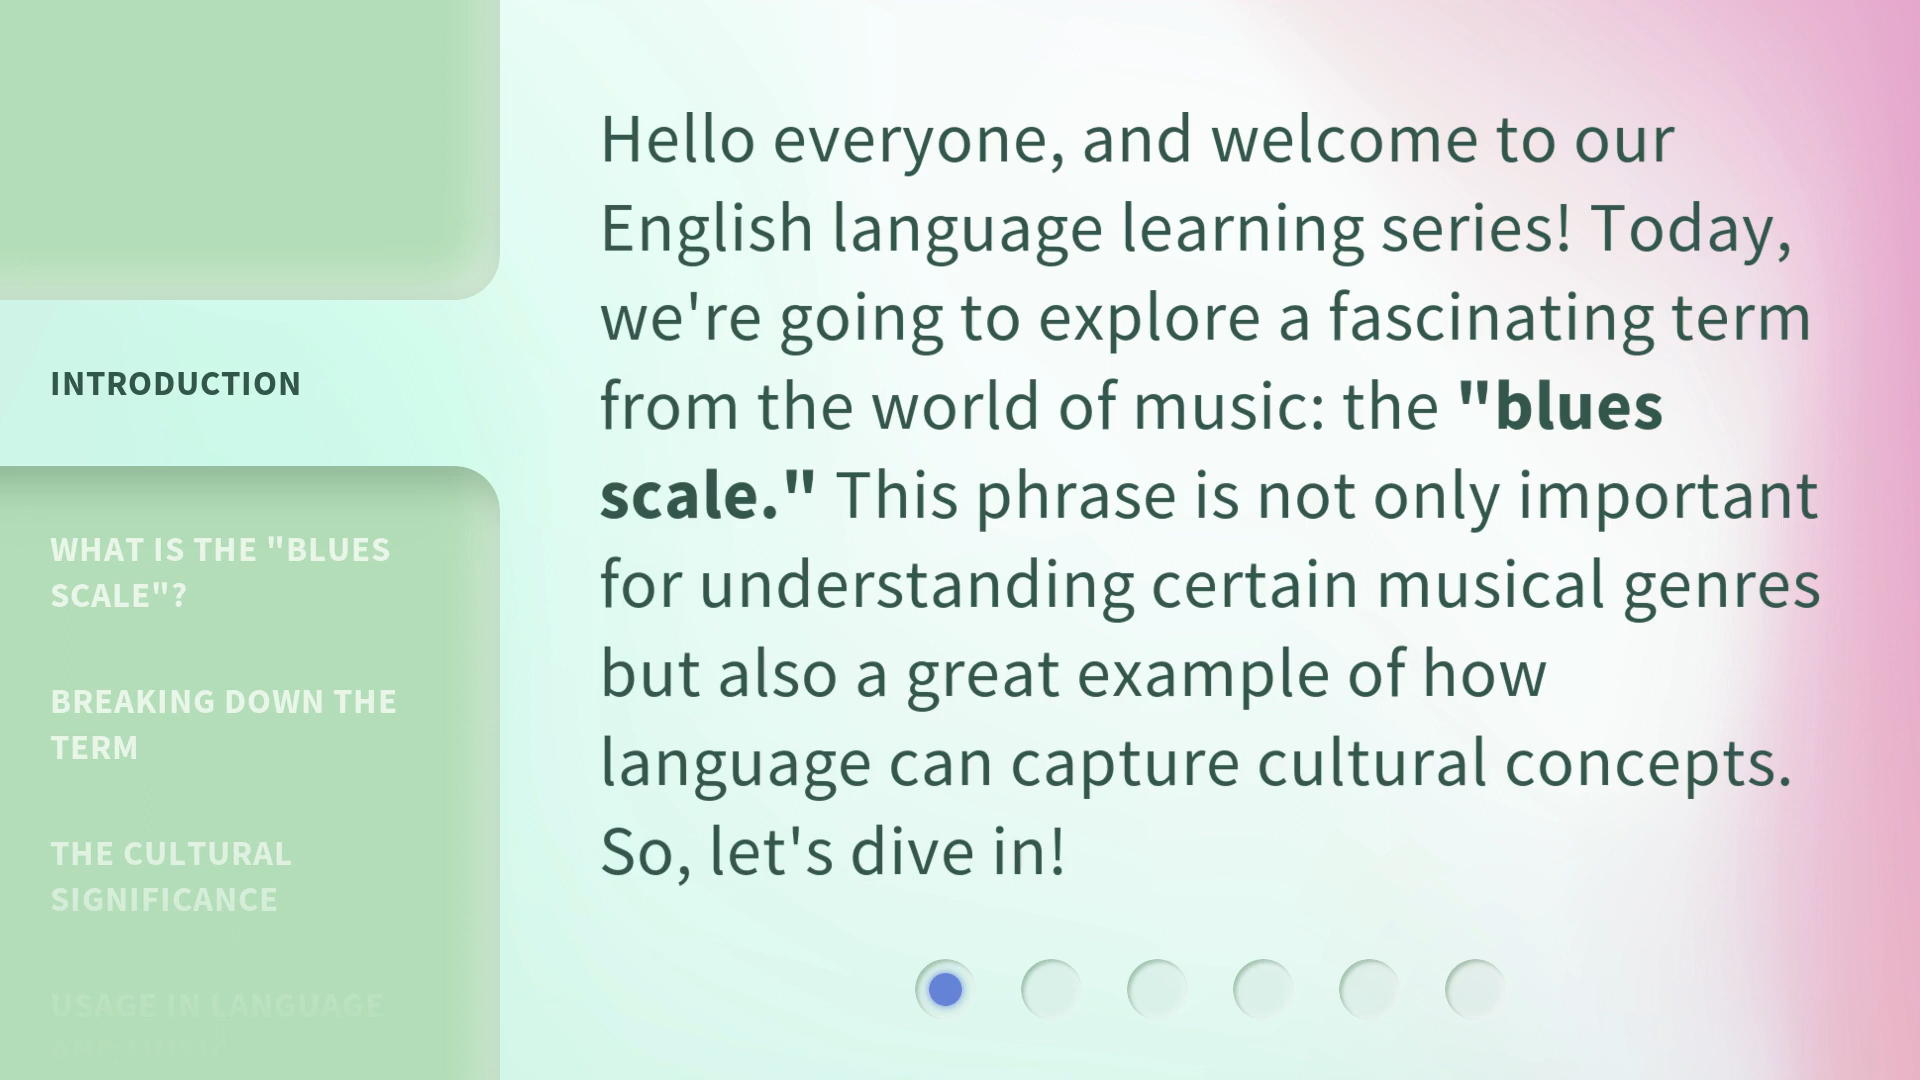 INTRODUCTION
WHAT IS THE "BLUES
SCALE"?
BREAKING DOWN THE
TERM
THE CULTURAL
SIGNIFICANCE
USAGE IN LANGUAGE
Hello everyone, and welcome to our
English language learning series! Today,
we're going to explore a fascinating term
from the world of music: the "blues
scale." This phrase is not only important
for understanding certain musical genres
but also a great example of how
language can capture cultural concepts.
So, let's dive in!